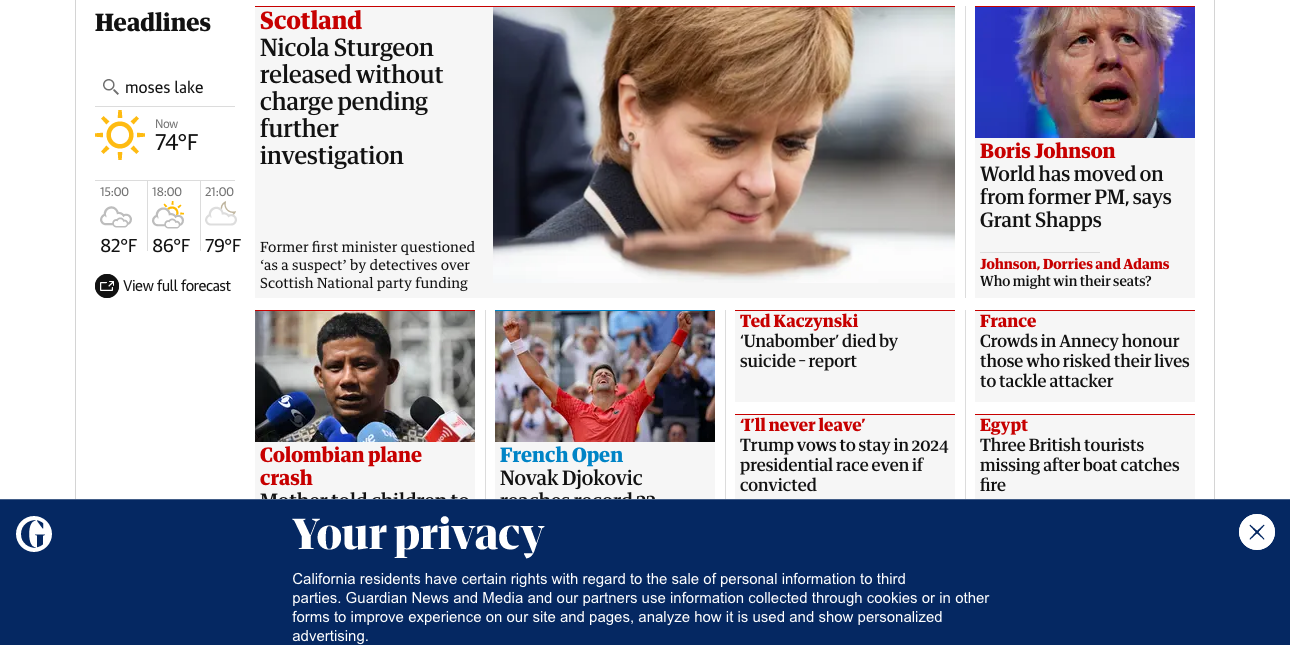 Headlines
moses lake
Now
74°F
15:00
18:00
21:00
82°F
86°F
79°F
View full forecast
Scotland
Nicola Sturgeon
released without
charge pending
further
investigation
Former first minister questioned
‘as a suspect’ by detectives over
Scottish National party funding
Boris Johnson
World has moved on
from former PM, says
Grant Shapps
Johnson, Dorries and Adams
Who might win their seats?
Colombian plane
crash
Mother told children to
French Open
Novak Djokovic
reaches record 23
Ted Kaczynski
‘Unabomber’ died by
suicide – report
‘I’ll never leave’
Trump vows to stay in 2024
presidential race even if
convicted
France
Crowds in Annecy honour
those who risked their lives
to tackle attacker
Egypt
Three British tourists
missing after boat catches
fire
G
Your privacy
California residents have certain rights with regard to the sale of personal information to third
parties. Guardian News and Media and our partners use information collected through cookies or in other
forms to improve experience on our site and pages, analyze how it is used and show personalized
advertising.